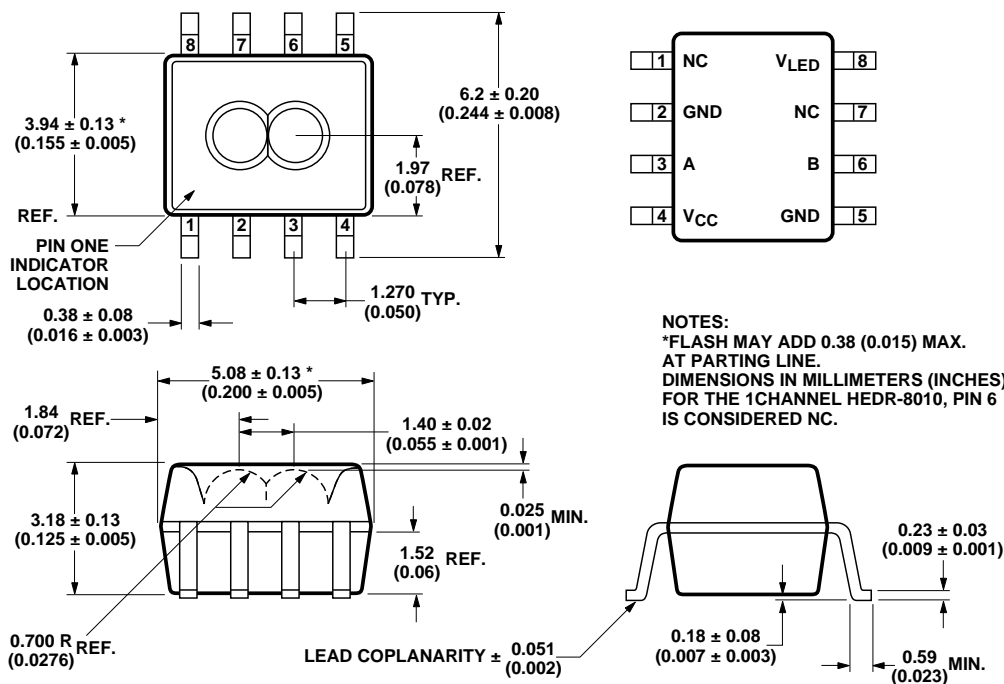 8 7 6 5
3.94 ± 0.13 *
(0.155 ± 0.005)
6.2 ± 0.20
(0.244 ± 0.008)
1.97
(0.078) REF.
REF.
PIN ONE
INDICATOR
LOCATION
1 2 3 4
0.38 ± 0.08
(0.016 ± 0.003)
1.270
(0.050) TYP.
1 NC VLED 8
2 GND NC 7
3 A B 6
4 VCC GND 5
NOTES:
*FLASH MAY ADD 0.38 (0.015) MAX.
AT PARTING LINE.
DIMENSIONS IN MILLIMETERS (INCHES)
FOR THE 1CHANNEL HEDR-8010, PIN 6
IS CONSIDERED NC.
5.08 ± 0.13 *
(0.200 ± 0.005)
1.84
(0.072) REF.
1.40 ± 0.02
(0.055 ± 0.001)
3.18 ± 0.13
(0.125 ± 0.005)
0.025
(0.001) MIN.
1.52
(0.06) REF.
0.700 R
(0.0276) REF.
LEAD COPLANARITY ± 0.051
(0.002)
0.23 ± 0.03
(0.009 ± 0.001)
0.18 ± 0.08
(0.007 ± 0.003)
0.59
(0.023) MIN.